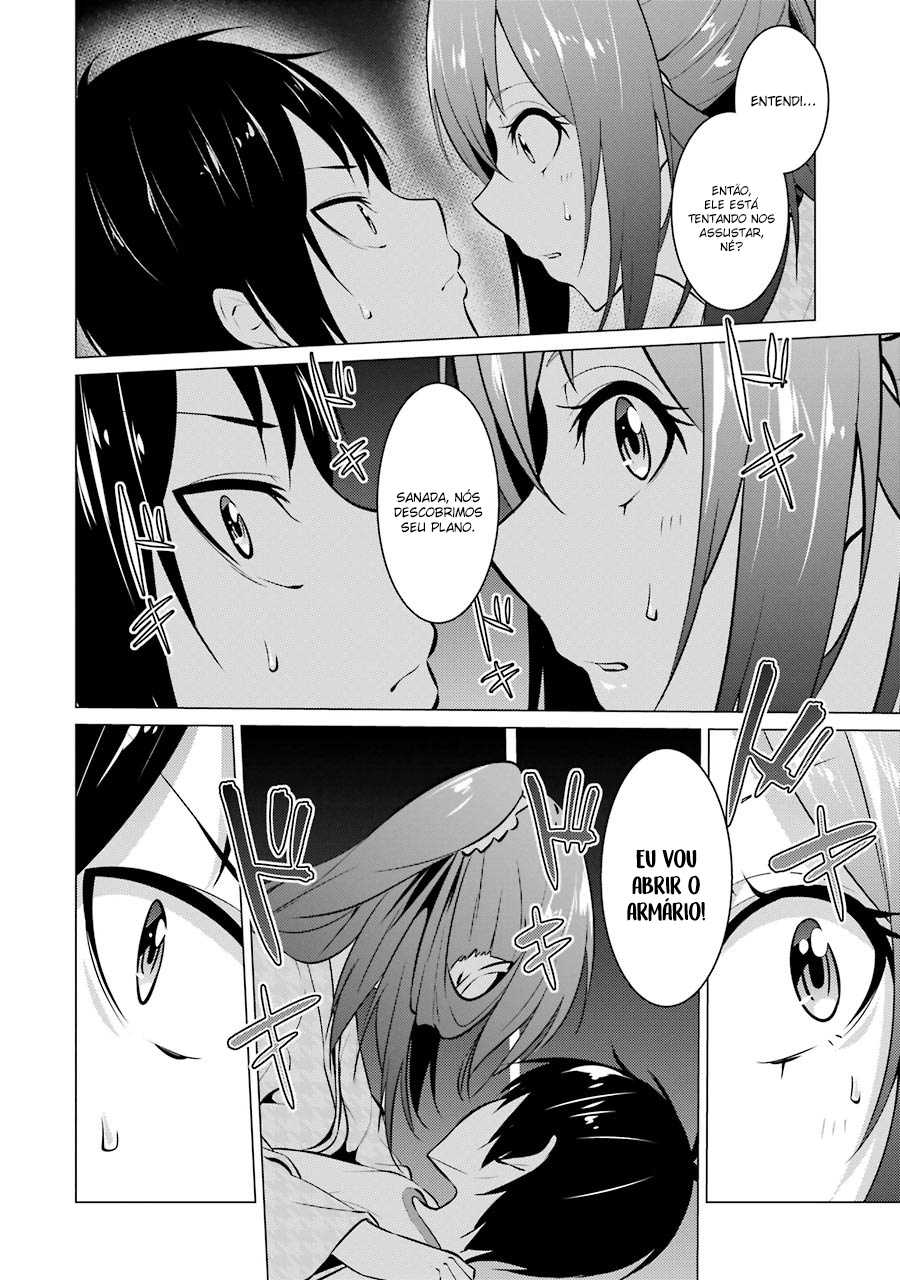 ENTENDI...
ENTÃO,
ELE ESTÁ
TENTANDO NOS
ASSUSTAR,
NÉ?
ドキ
ドキ
ドキ
ドキ
SANADA, NÓS
DESCOBRIMOS
SEU PLANO.
ドキ
ドキ
ドキ
EU VOU
ABRIR O
ARMÁRIO!